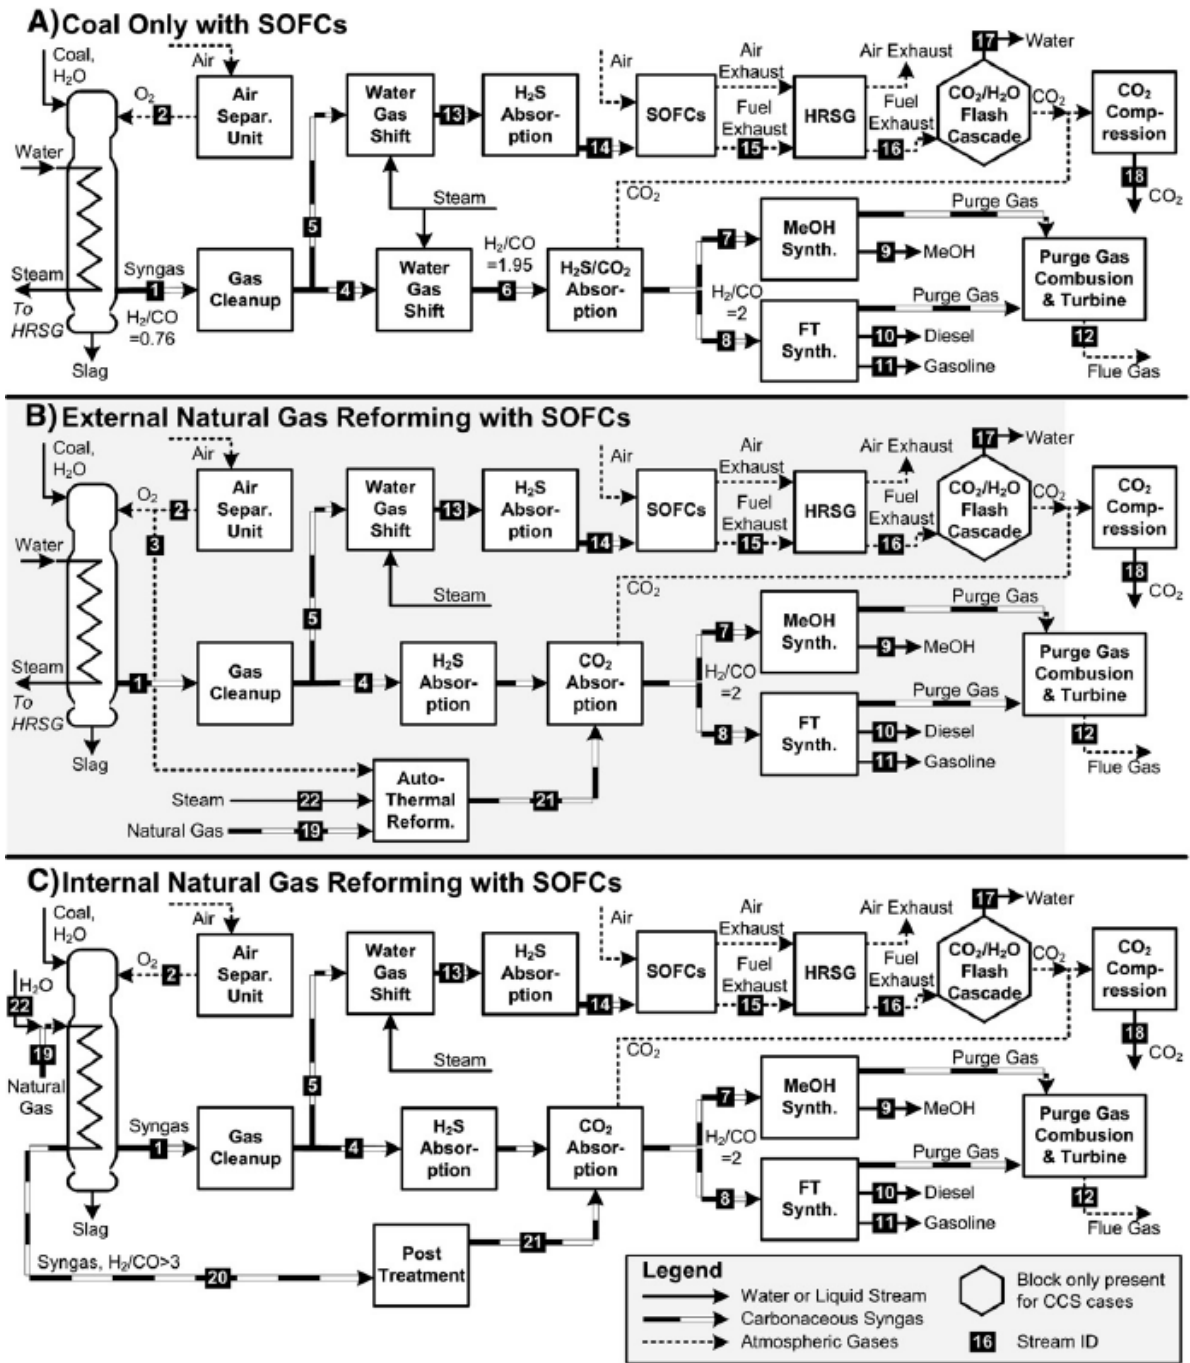 A) Coal Only with SOFCs
Coal,
H2O
Air
O2
2
Air
Separ.
Unit
Water
Gas
Shift
13
H2S
Absor-
ption
14
Air
SOFCs
Air
Exhaust
Fuel
Exhaust
15
HRSG
Air Exhaust
Fuel
Exhaust
16
17
Water
CO2/H2O
Flash
Cascade
CO2
CO2
Comp-
ression
18
CO2
Water
Steam
To
HRSG
Slag
Syngas
1
H2/CO
=0.76
Gas
Cleanup
5
4
Steam
Water
Gas
Shift
H2/CO
=1.95
6
H2S/CO2
Absor-
ption
CO2
7
H2/CO
=2
8
MeOH
Synth.
FT
Synth.
Purge Gas
9
MeOH
Purge Gas
10
Diesel
11
Gasoline
Purge Gas
Combusion
& Turbine
12
Flue Gas
B) External Natural Gas Reforming with SOFCs
Coal,
H2O
Air
O2
2
3
Air
Separ.
Unit
Water
Gas
Shift
13
H2S
Absor-
ption
14
Air
SOFCs
Air
Exhaust
Fuel
Exhaust
15
HRSG
Air Exhaust
Fuel
Exhaust
16
17
Water
CO2/H2O
Flash
Cascade
CO2
CO2
Comp-
ression
18
CO2
Water
Steam
To
HRSG
Slag
1
Gas
Cleanup
5
4
Steam
H2S
Absor-
ption
CO2
Absor-
ption
CO2
7
H2/CO
=2
8
MeOH
Synth.
FT
Synth.
Purge Gas
9
MeOH
Purge Gas
10
Diesel
11
Gasoline
Purge Gas
Combusion
& Turbine
12
Flue Gas
Steam
22
Natural Gas
19
Auto-
Thermal
Reform.
21
C) Internal Natural Gas Reforming with SOFCs
Coal,
H2O
Air
O2
2
H2O
22
19
Natural
Gas
Air
Separ.
Unit
Water
Gas
Shift
13
H2S
Absor-
ption
14
Air
SOFCs
Air
Exhaust
Fuel
Exhaust
15
HRSG
Air Exhaust
Fuel
Exhaust
16
17
Water
CO2/H2O
Flash
Cascade
CO2
CO2
Comp-
ression
18
CO2
Syngas
1
Slag
Gas
Cleanup
5
4
Steam
H2S
Absor-
ption
CO2
Absor-
ption
CO2
7
H2/CO
=2
8
MeOH
Synth.
FT
Synth.
Purge Gas
9
MeOH
Purge Gas
10
Diesel
11
Gasoline
Purge Gas
Combusion
& Turbine
12
Flue Gas
Syngas, H2/CO>3
20
Post
Treatment
21
Legend
Water or Liquid Stream
Carbonaceous Syngas
Atmospheric Gases
Block only present
for CCS cases
16
Stream ID